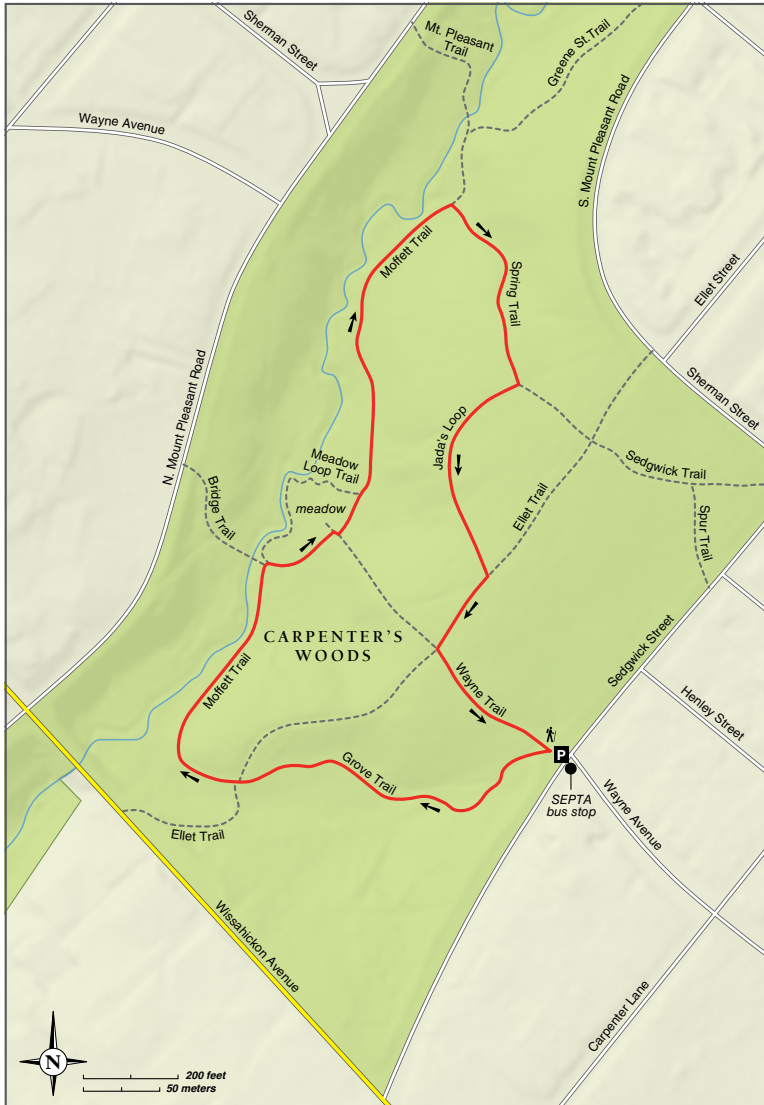 Sherman Street
Mt. Pleasant
Trail
Greene St.Trail
Wayne Avenue
S. Mount Pleasant Road
Moffett Trail
Spring Trail
Ellet Street
N. Mount Pleasant Road
Sherman Street
Jada's Loop
Meadow
Loop Trail
Sedgwick Trail
Bridge Trail
meadow
Ellet Trail
Spur Trail
CARPENTER'S
WOODS
Moffett Trail
Wayne Trail
Sedgwick Street
Henley Street
P
Grove Trail
SEPTA
bus stop
Wayne Avenue
Ellet Trail
Wissahickon Avenue
Carpenter Lane
N
200 feet
50 meters